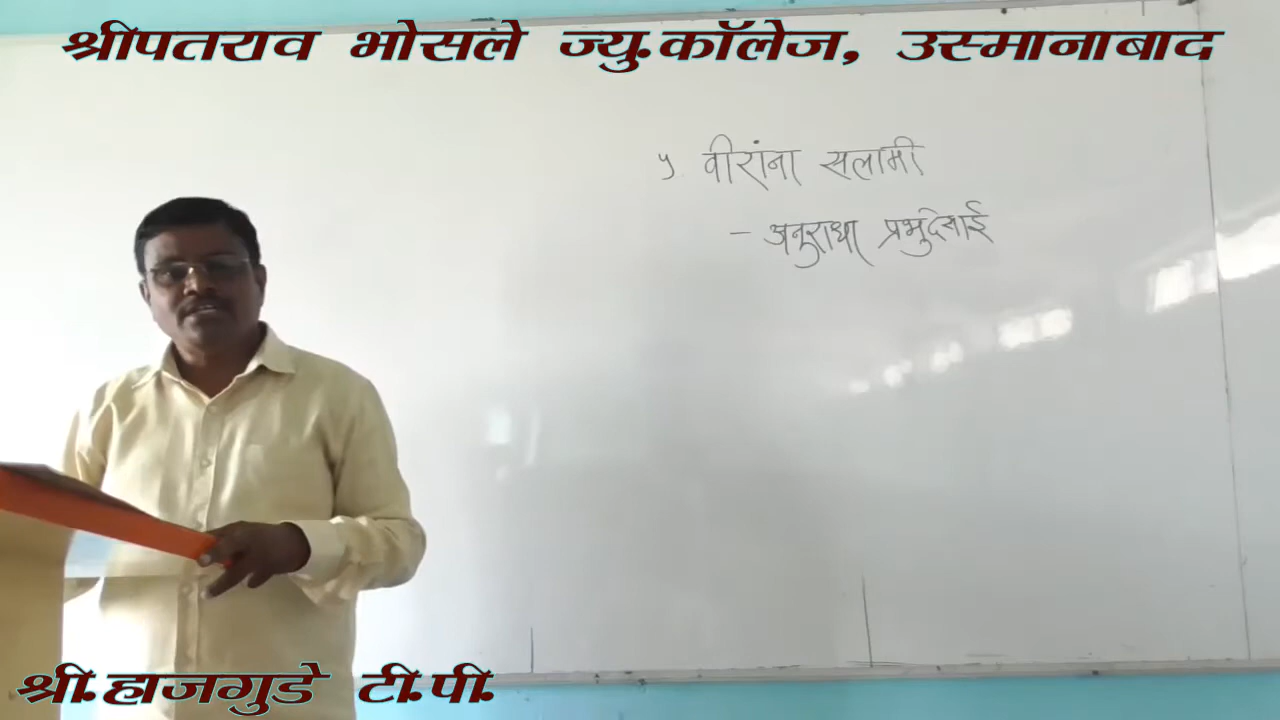 श्रीपतराव भोसले ज्यु.कॉलेज, उस्मानाबाद
५. वीरांना सलामी
- अनुराधा प्रभुदेसाई
श्री.हाजगुडे टी.पी.